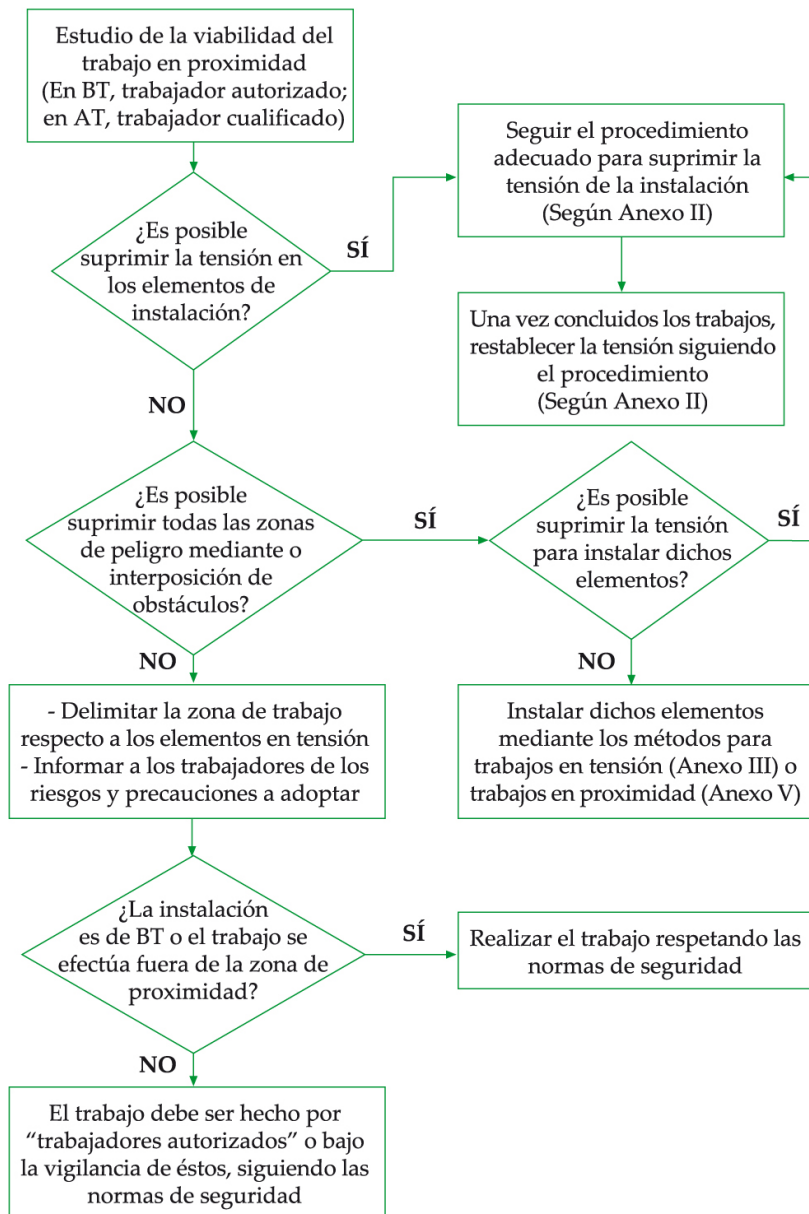 Estudio de la viabilidad del
trabajo en proximidad
(En BT, trabajador autorizado;
en AT, trabajador cualificado)
¿Es posible
suprimir la tensión en
los elementos de
instalación?
SÍ
Seguir el procedimiento
adecuado para suprimir la
tensión de la instalación
(Según Anexo II)
Una vez concluidos los trabajos,
restablecer la tensión siguiendo
el procedimiento
(Según Anexo II)
NO
¿Es posible
suprimir todas las zonas
de peligro mediante o
interposición de
obstáculos?
SÍ
¿Es posible
suprimir la tensión
para instalar dichos
elementos?
SÍ
NO
Instalar dichos elementos
mediante los métodos para
trabajos en tensión (Anexo III) o
trabajos en proximidad (Anexo V)
NO
- Delimitar la zona de trabajo
respecto a los elementos en tensión
- Informar a los trabajadores de los
riesgos y precauciones a adoptar
¿La instalación
es de BT o el trabajo se
efectúa fuera de la zona de
proximidad?
SÍ
Realizar el trabajo respetando las
normas de seguridad
NO
El trabajo debe ser hecho por
“trabajadores autorizados” o bajo
la vigilancia de éstos, siguiendo las
normas de seguridad